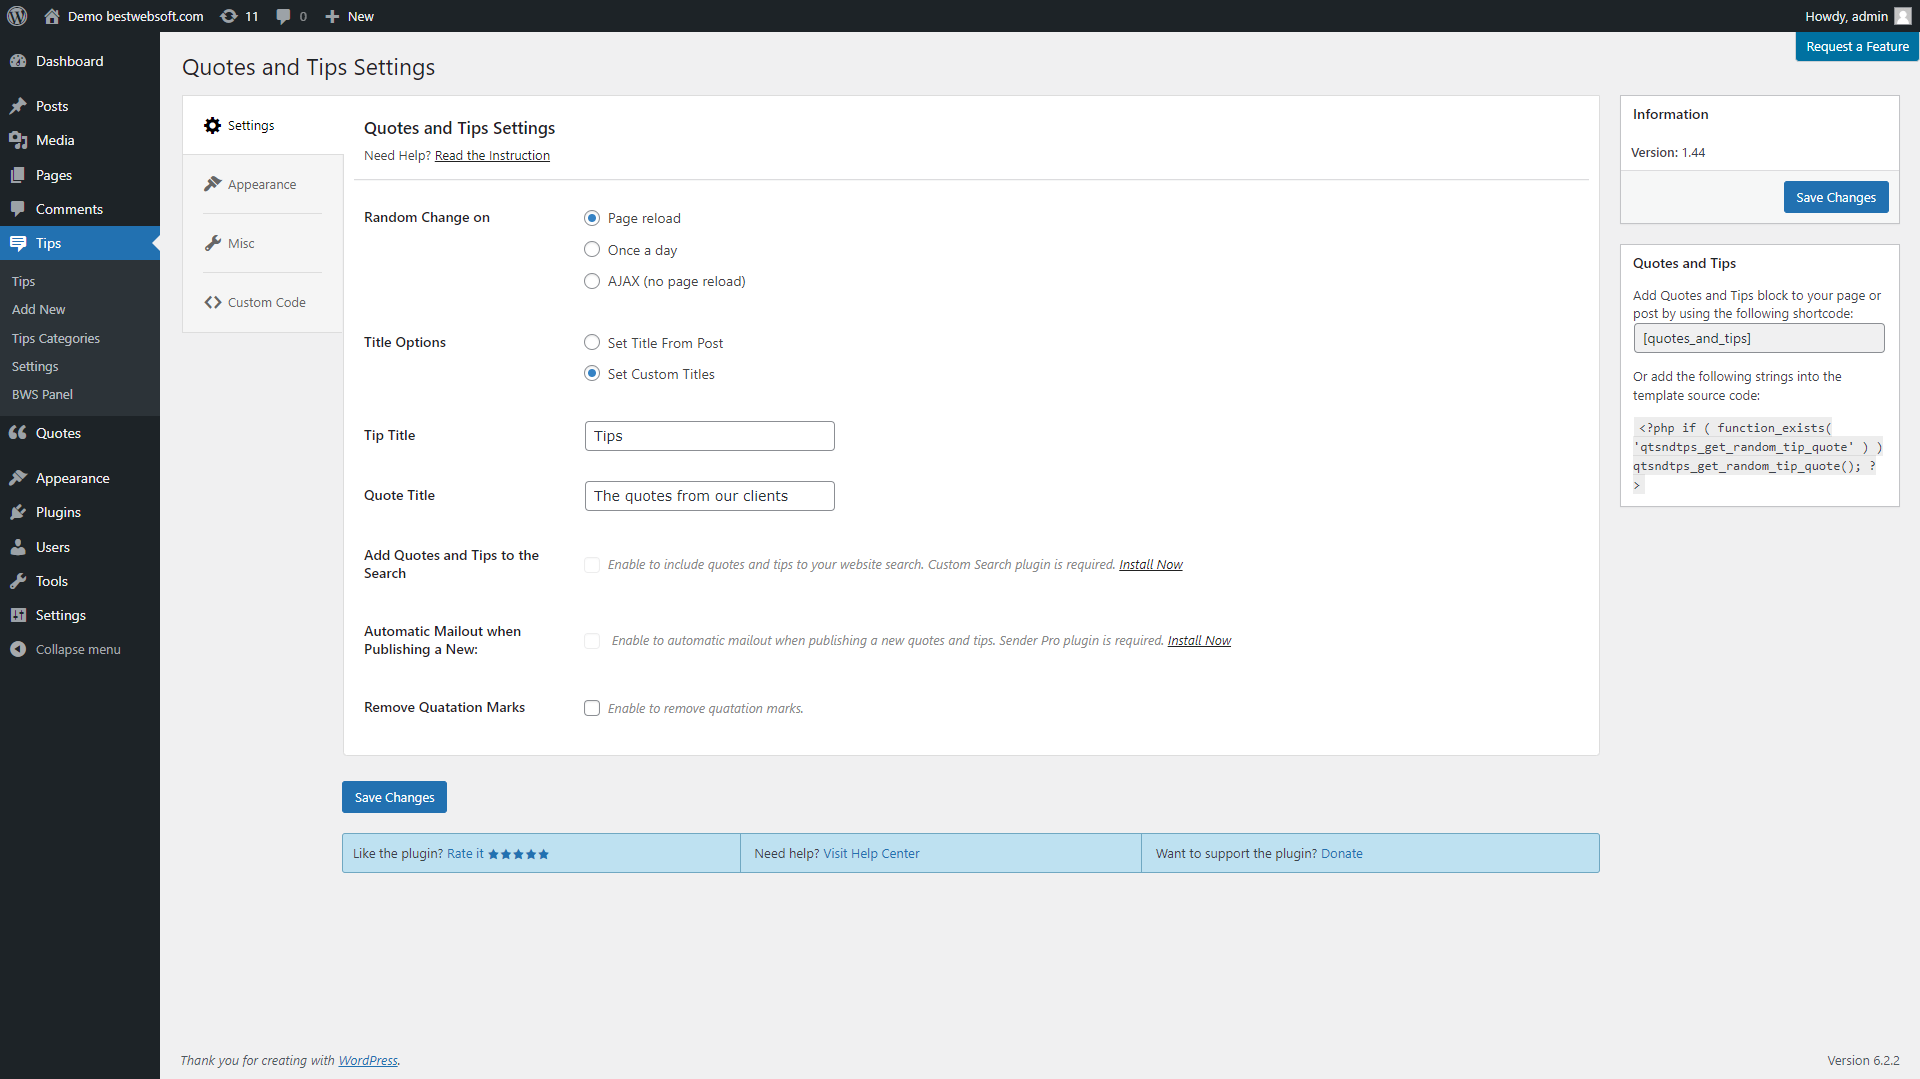 Demo bestwebsoft.com
11
0
New
Howdy, admin
Request a Feature
Dashboard
Posts
Media
Pages
Comments
Tips
Tips
Add New
Tips Categories
Settings
BWS Panel
Quotes
Appearance
Plugins
Users
Tools
Settings
Collapse menu
Quotes and Tips Settings
Settings
Appearance
Misc
Custom Code
Quotes and Tips Settings
Need Help? Read the Instruction
Random Change on
Page reload
Once a day
AJAX (no page reload)
Title Options
Set Title From Post
Set Custom Titles
Tip Title
Tips
Quote Title
The quotes from our clients
Add Quotes and Tips to the
Search
Enable to include quotes and tips to your website search. Custom Search plugin is required. Install Now
Automatic Mailout when
Publishing a New:
Enable to automatic mailout when publishing a new quotes and tips. Sender Pro plugin is required. Install Now
Remove Quatation Marks
Enable to remove quatation marks.
Save Changes
Like the plugin? Rate it
Need help? Visit Help Center
Want to support the plugin? Donate
Information
Version: 1.44
Save Changes
Quotes and Tips
Add Quotes and Tips block to your page or
post by using the following shortcode:
[quotes_and_tips]
Or add the following strings into the
template source code:
<?php if ( function_exists(
'qtsndtps_get_random_tip_quote' ) )
qtsndtps_get_random_tip_quote(); ?
>
Thank you for creating with WordPress.
Version 6.2.2